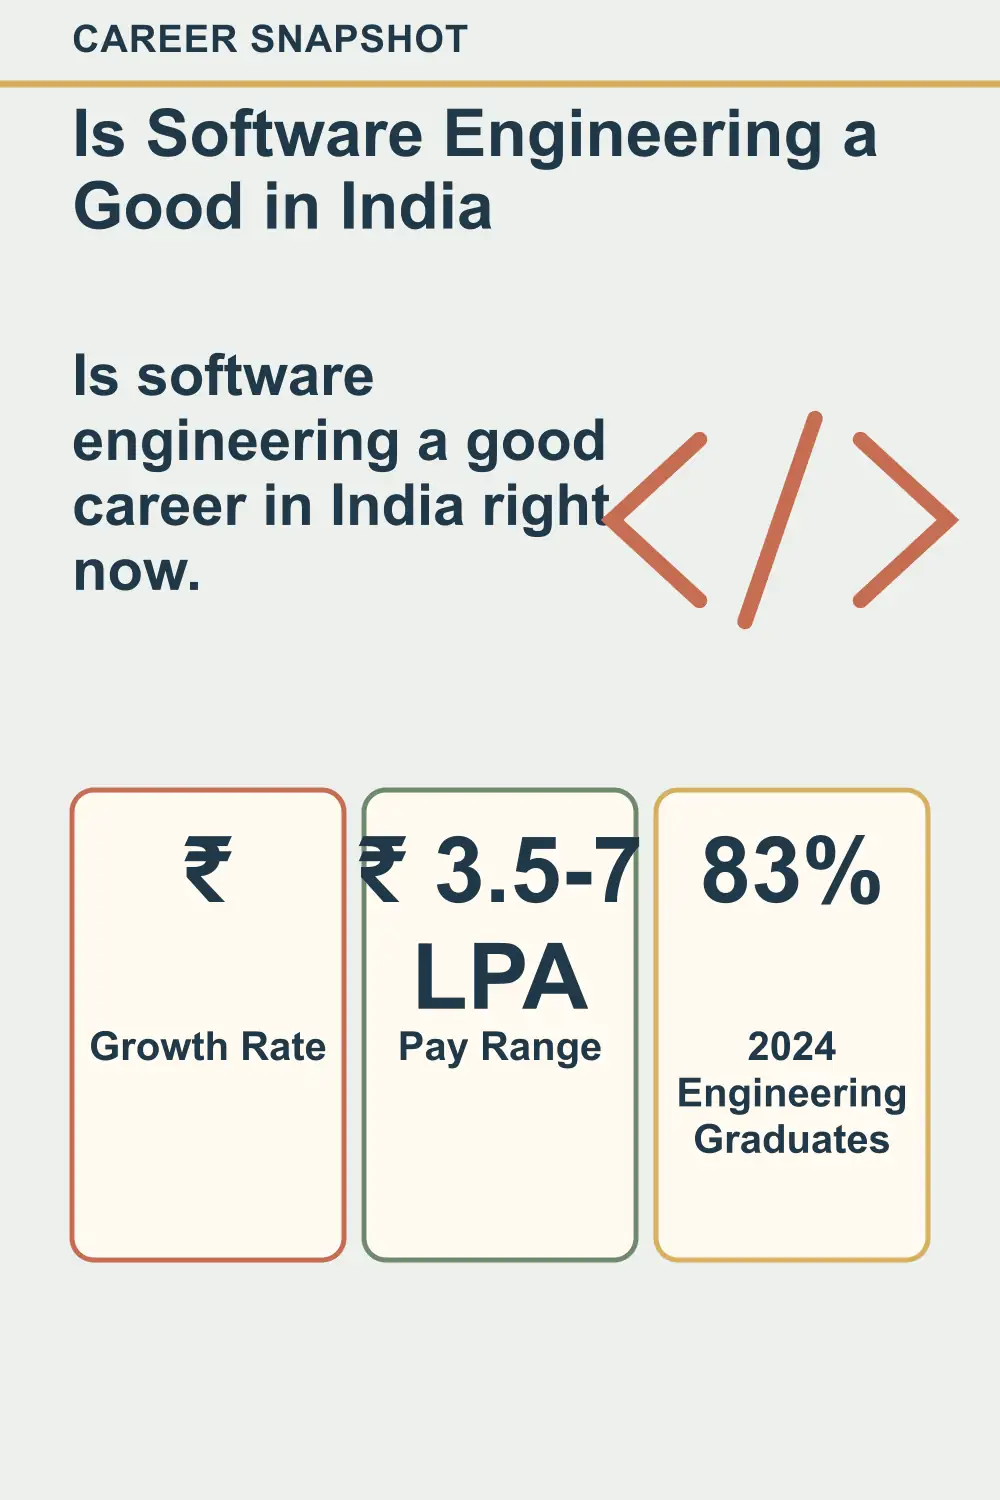 CAREER SNAPSHOT
Is Software Engineering a
Good in India
Is software
engineering a good
career in India right
now.
</>
₹
Growth Rate
₹ 3.5-7
LPA
Pay Range
83%
2024
Engineering
Graduates